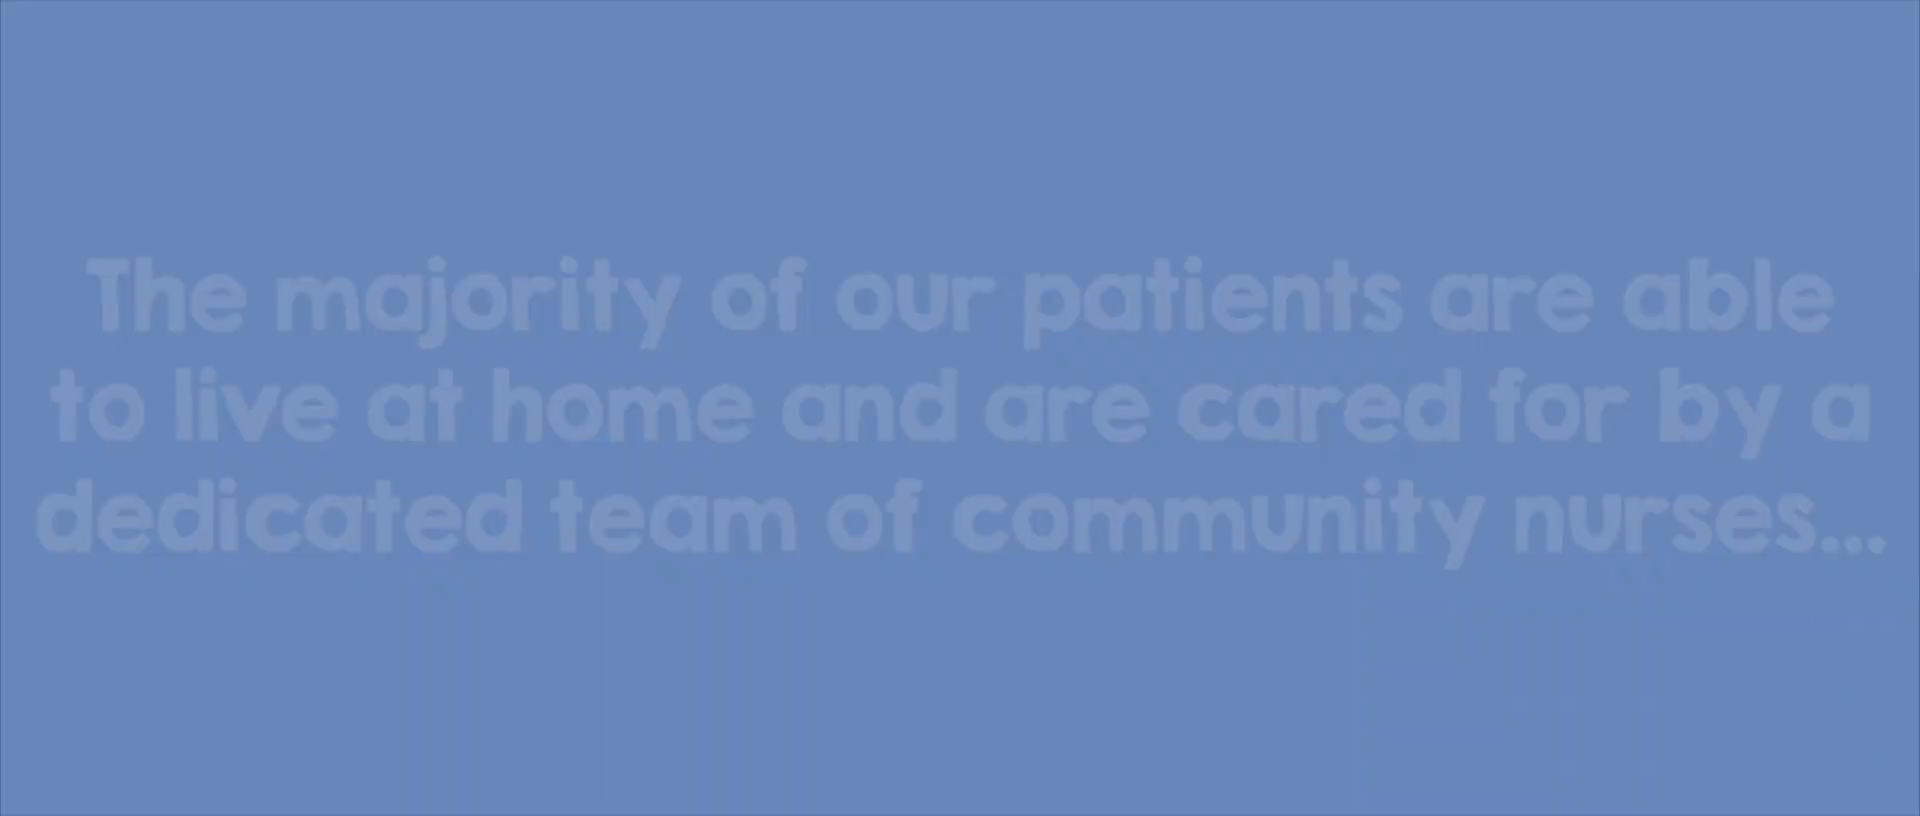 The majority of our patients are able
to live at home and are cared for by a
dedicated team of community nurses...